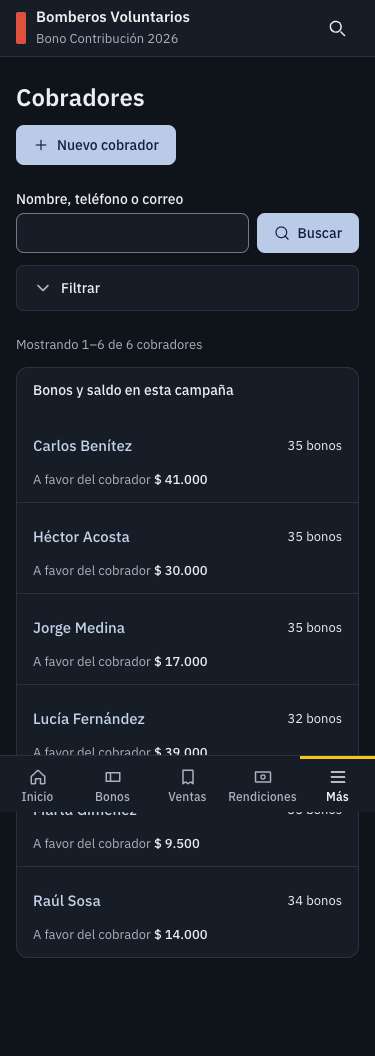 Bomberos Voluntarios
Bono Contribución 2026
Cobradores
Nuevo cobrador
Nombre, teléfono o correo
Buscar
Filtrar
Mostrando 1–6 de 6 cobradores
Bonos y saldo en esta campaña
Carlos Benítez 35 bonos
A favor del cobrador $ 41.000
Héctor Acosta 35 bonos
A favor del cobrador $ 30.000
Jorge Medina 35 bonos
A favor del cobrador $ 17.000
Lucía Fernández 32 bonos
A favor del cobrador $ 39.000
Inicio Bonos Ventas Rendiciones Más
A favor del cobrador $ 9.500
Raúl Sosa 34 bonos
A favor del cobrador $ 14.000